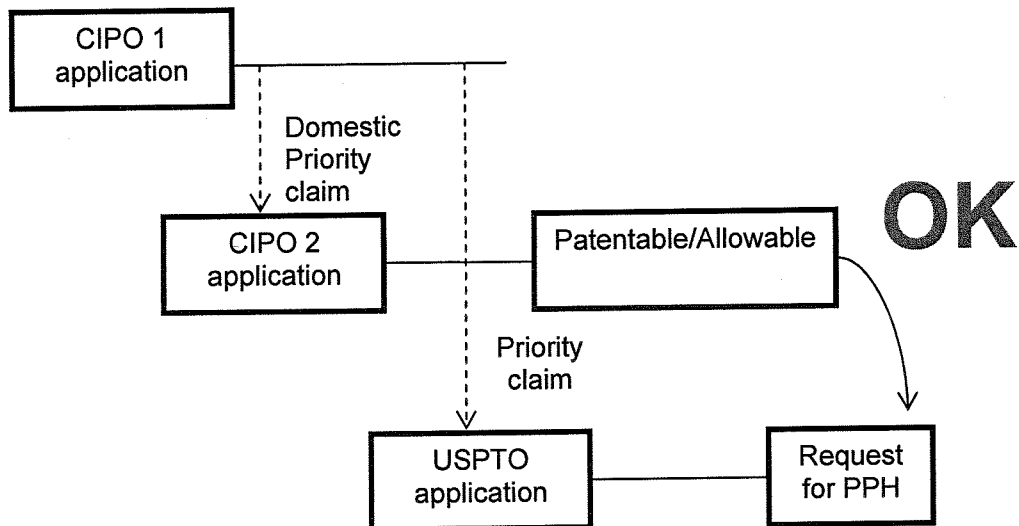 CIPO 1
application
Domestic
Priority
claim
CIPO 2
application
Patentable/Allowable
OK
Priority
claim
USPTO
application
Request
for PPH